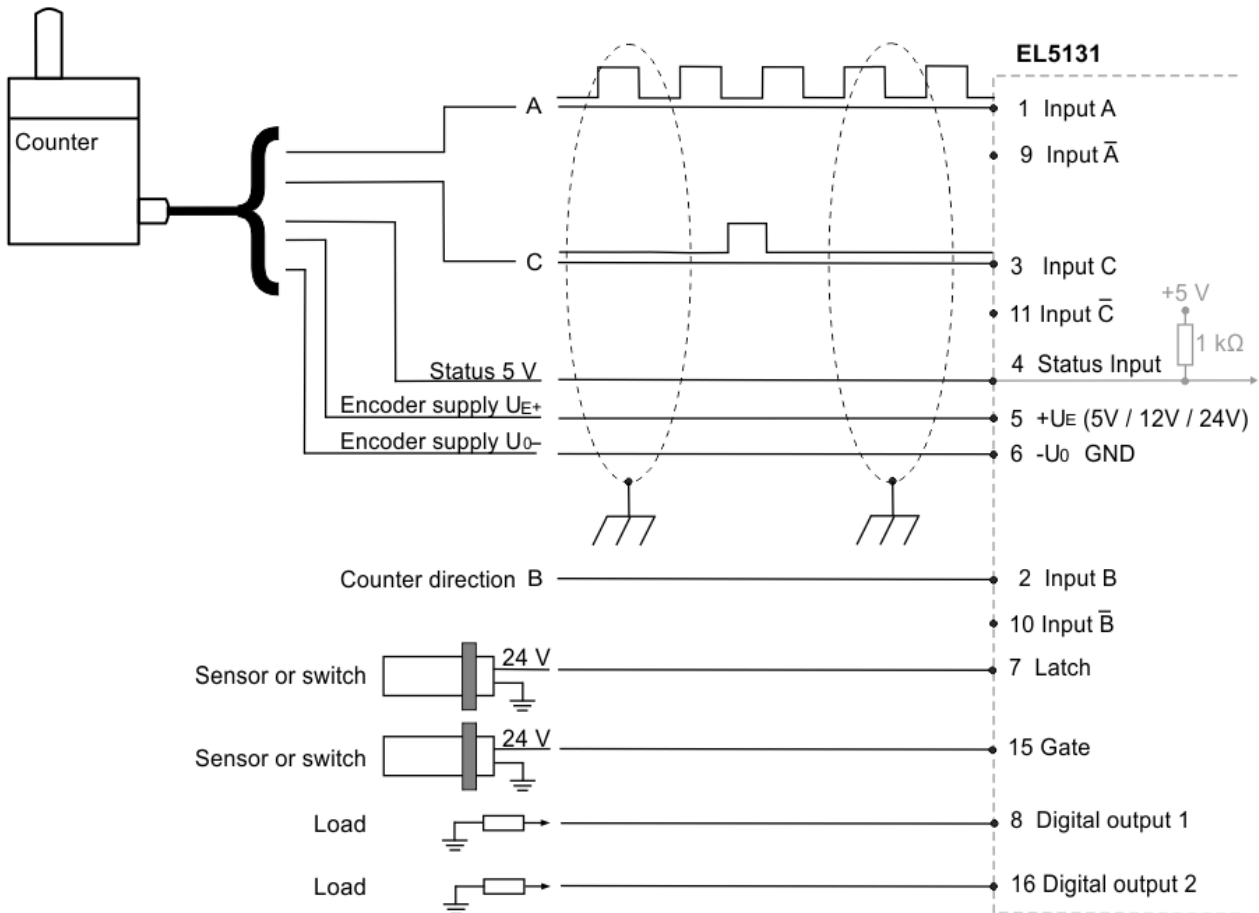 EL5131
A
1 Input A
Counter
9 Input A̅
C
3 Input C
+5 V
11 Input C̅
1 kΩ
Status 5 V
4 Status Input
Encoder supply UE+
5 +UE (5V / 12V / 24V)
Encoder supply U0–
6 -U0 GND
Counter direction B
2 Input B
10 Input B̅
Sensor or switch
24 V
7 Latch
Sensor or switch
24 V
15 Gate
Load
8 Digital output 1
Load
16 Digital output 2